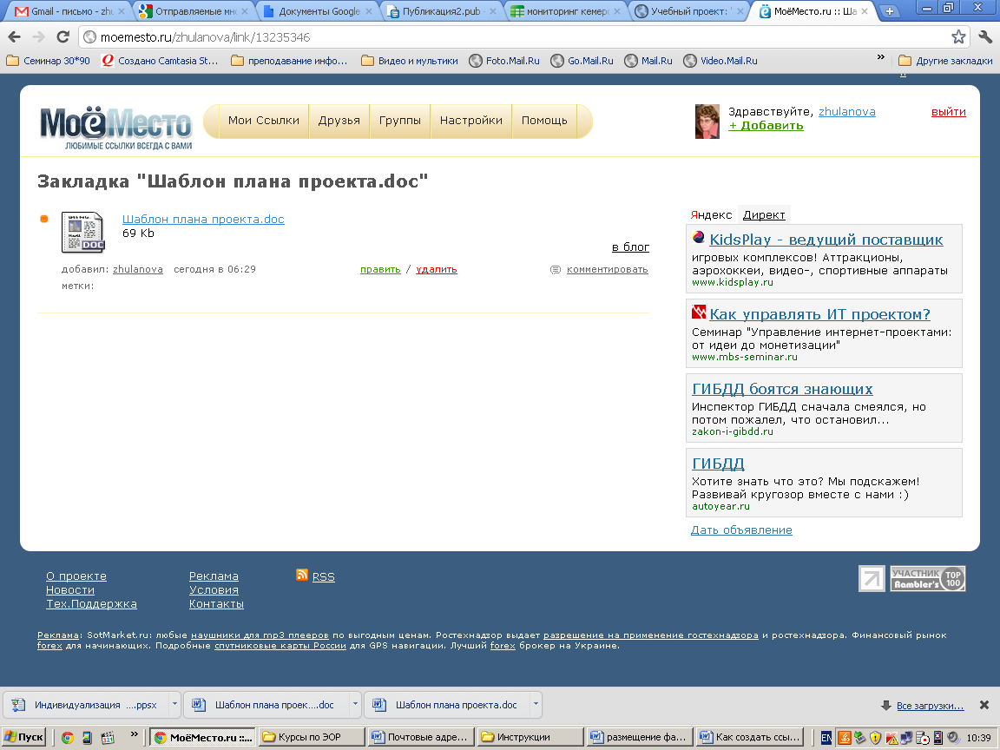 Gmail - письмо - zhu
Отправляемые мно
Документы Google
Публикация2.pub -
мониторинг кемер
Учебный проект: "
МоёМесто.ru :: Ша
moemesto.ru/zhulanova/link/13235346
Семинар 30*90
Создано Camtasia St...
преподавание инфо...
Видео и мультики
Foto.Mail.Ru
Go.Mail.Ru
Mail.Ru
Video.Mail.Ru
»
Другие закладки
МоёМесто
ЛЮБИМЫЕ ССЫЛКИ ВСЕГДА С ВАМИ
Мои Ссылки
Друзья
Группы
Настройки
Помощь
Здравствуйте, zhulanova
+ Добавить
выйти
Закладка "Шаблон плана проекта.doc"
DOC
Шаблон плана проекта.doc
69 Kb
в блог
добавил: zhulanova сегодня в 06:29
править / удалить
комментировать
метки:
Яндекс Директ
KidsPlay - ведущий поставщик
игровых комплексов! Аттракционы,
аэрохоккеи, видео-, спортивные аппараты
www.kidsplay.ru
Как управлять ИТ проектом?
Семинар "Управление интернет-проектами:
от идеи до монетизации"
www.mbs-seminar.ru
ГИБДД боятся знающих
Инспектор ГИБДД сначала смеялся, но
потом пожалел, что остановил...
zakon-i-gibdd.ru
ГИБДД
Хотите знать что это? Мы подскажем!
Развивай кругозор вместе с нами :)
autoyear.ru
Дать объявление
О проекте
Новости
Тех.Поддержка
Реклама
Условия
Контакты
RSS
УЧАСТНИК
Rambler's
TOP
100
Реклама: SotMarket.ru: любые наушники для mp3 плееров по выгодным ценам. Ростехнадзор выдает разрешение на применение гостехнадзора и ростехнадзора. Финансовый рынок
forex для начинающих. Подробные спутниковые карты России для GPS навигации. Лучший forex брокер на Украине.
Индивидуализация ....ppsx
Шаблон плана проек....doc
Шаблон плана проекта.doc
Все загрузки...
Пуск
»
МоёМесто.ru ::...
Курсы по ЭОР
Почтовые адре...
Инструкции
размещение фа...
Как создать ссы...
EN
10:39